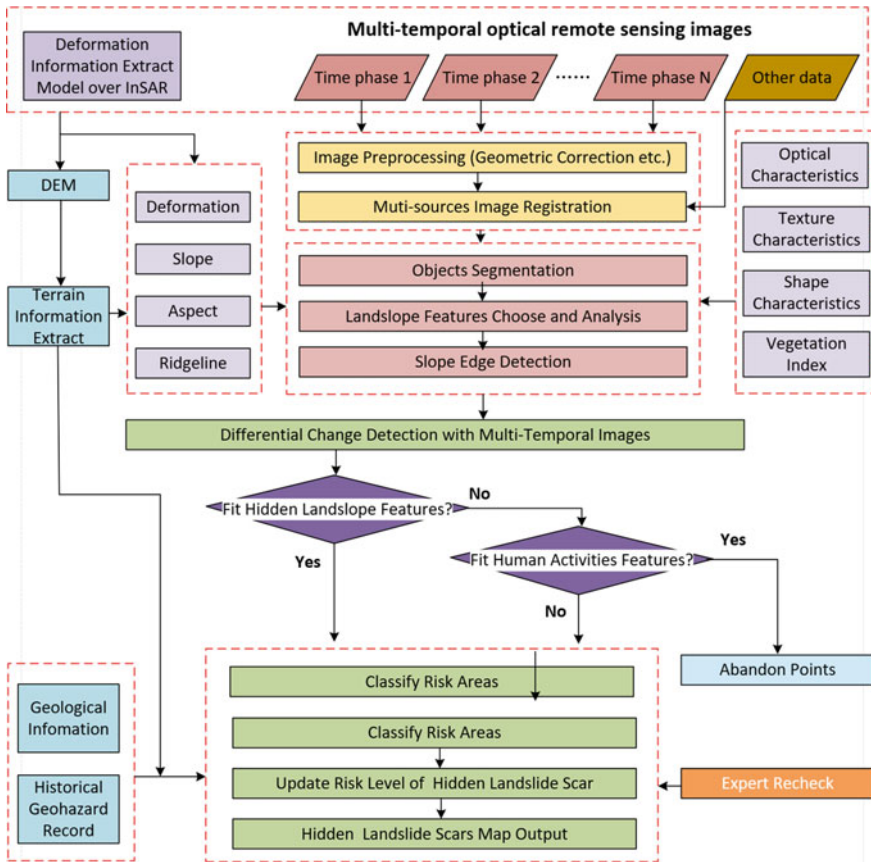 Multi-temporal optical remote sensing images
Deformation
Information Extract
Model over InSAR
Time phase 1
Time phase 2
......
Time phase N
Other data
Image Preprocessing (Geometric Correction etc.)
Muti-sources Image Registration
DEM
Terrain
Information
Extract
Deformation
Slope
Aspect
Ridgeline
Objects Segmentation
Landslope Features Choose and Analysis
Slope Edge Detection
Optical
Characteristics
Texture
Characteristics
Shape
Characteristics
Vegetation
Index
Differential Change Detection with Multi-Temporal Images
Fit Hidden Landslope Features?
No
Yes
Fit Human Activities Features?
Yes
No
Abandon Points
Classify Risk Areas
Classify Risk Areas
Update Risk Level of Hidden Landslide Scar
Hidden Landslide Scars Map Output
Geological
Infomation
Historical
Geohazard
Record
Expert Recheck